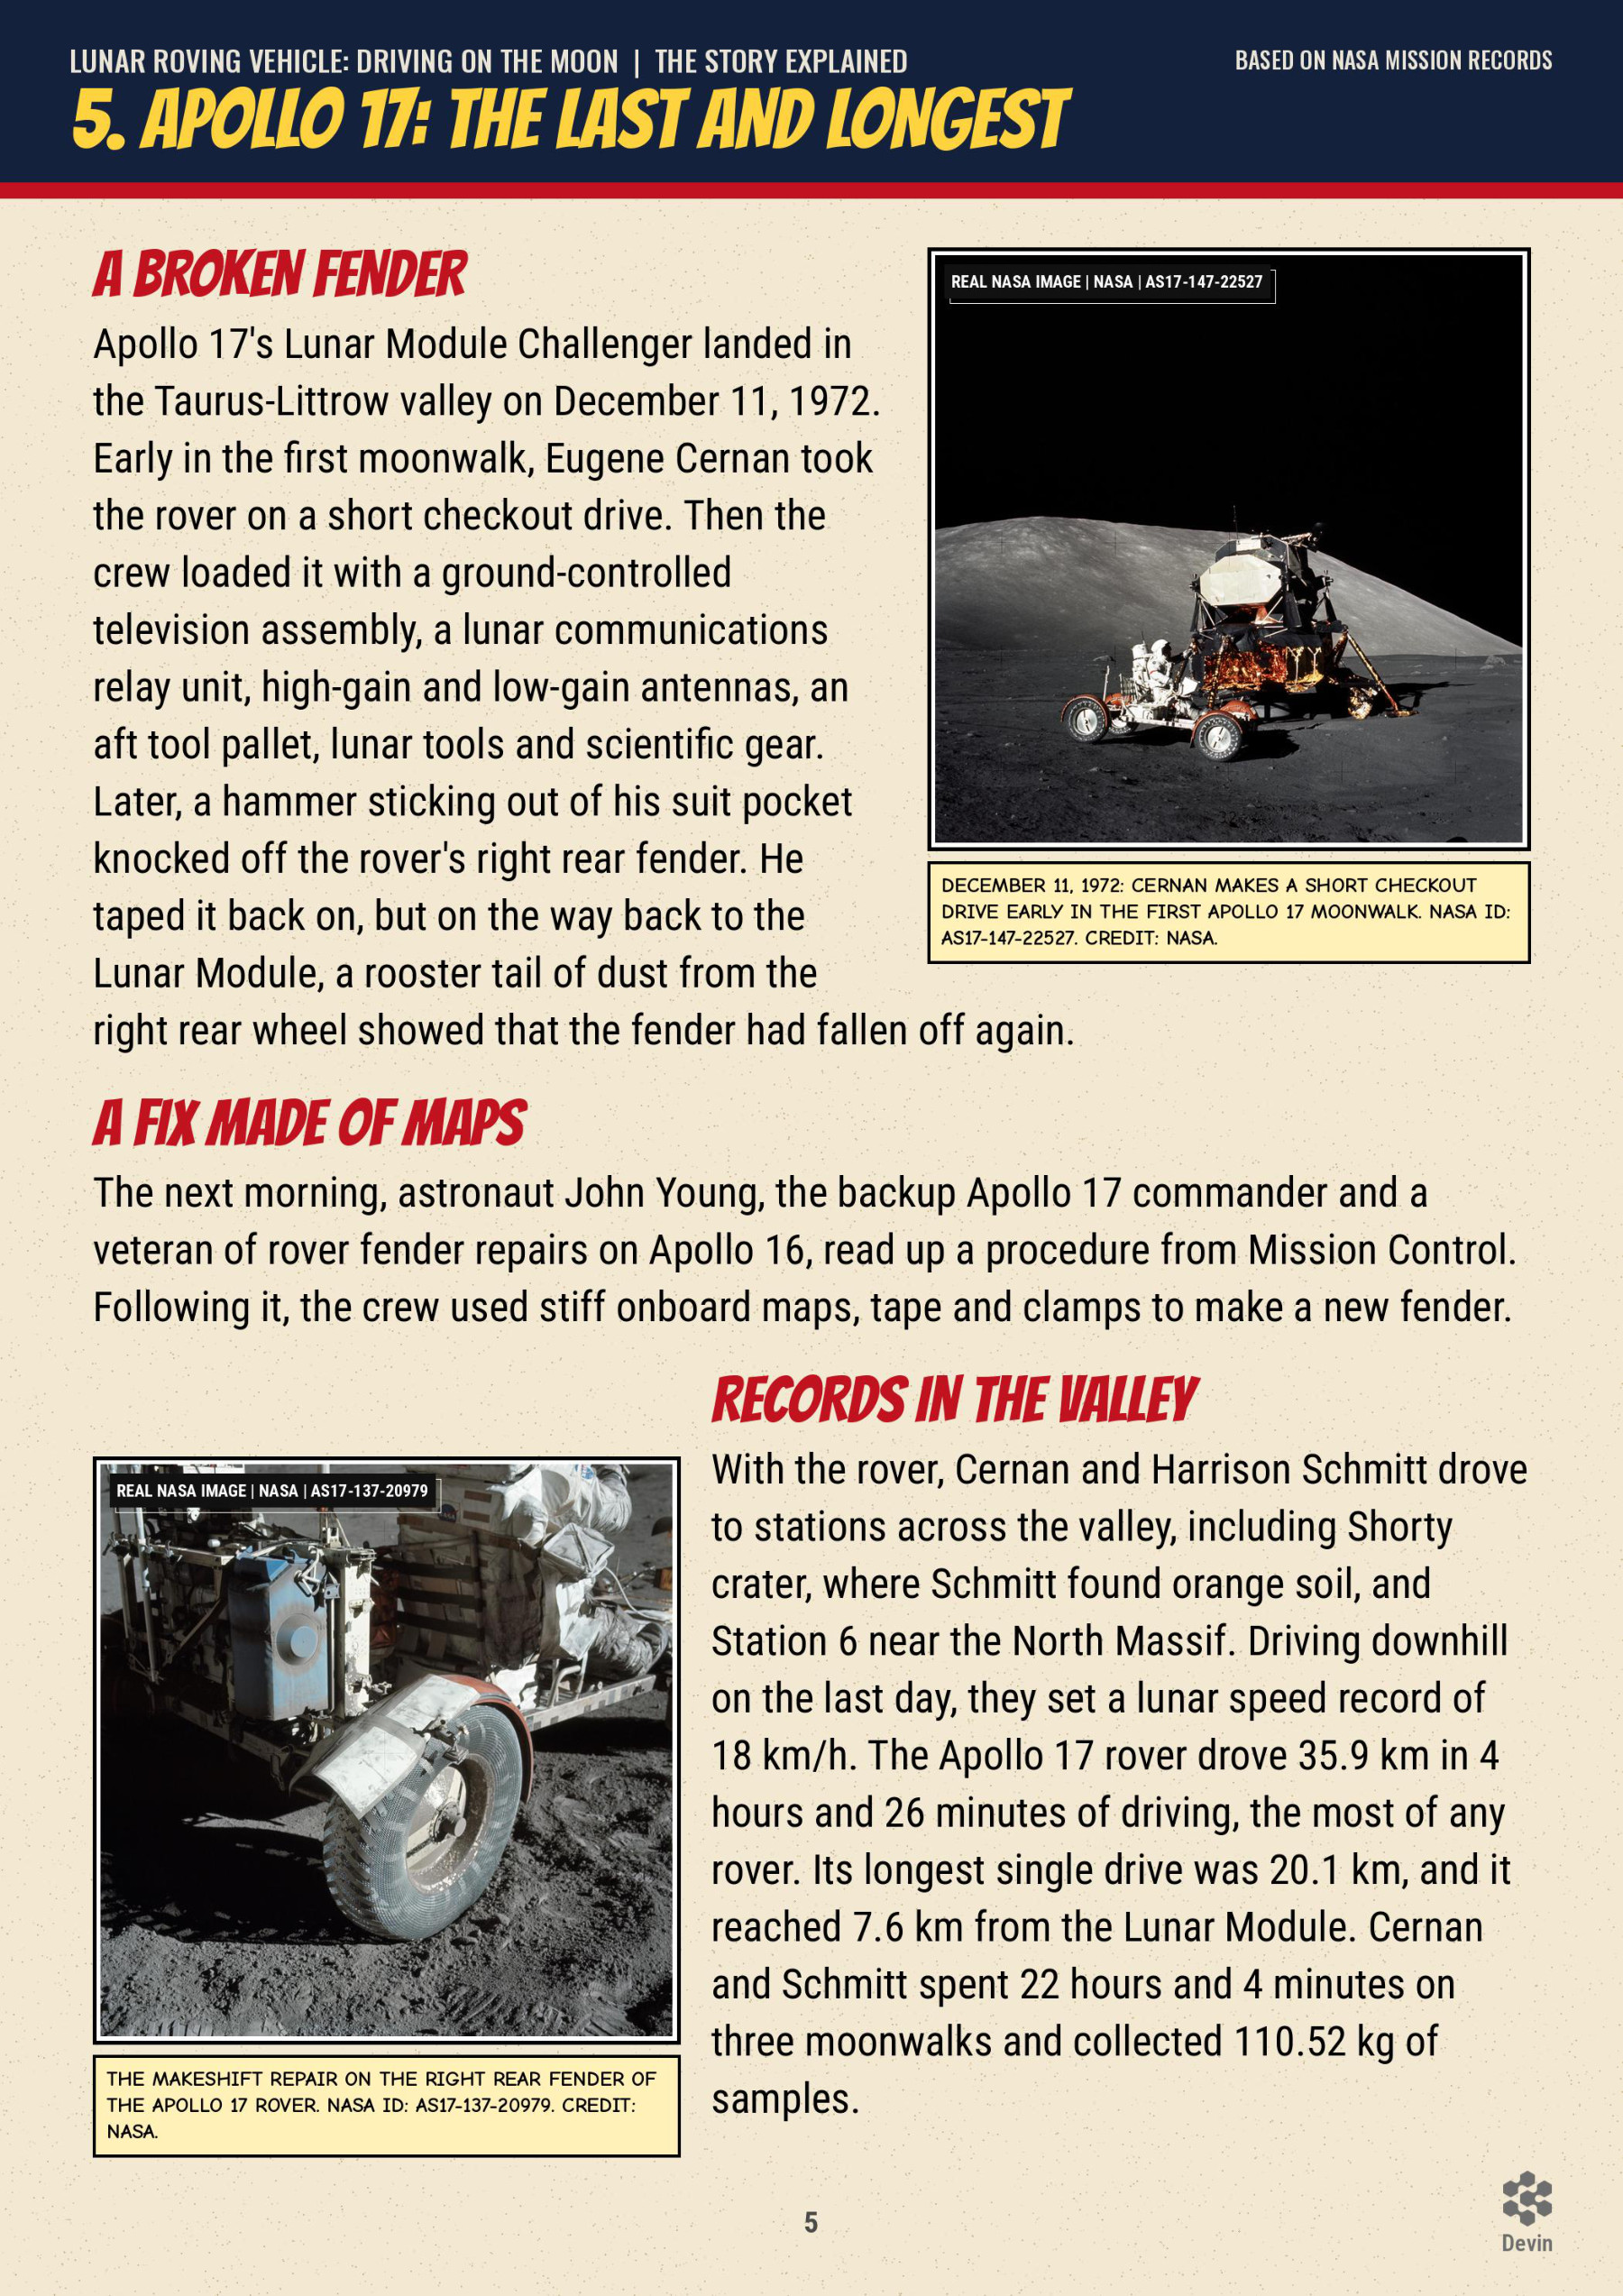 LUNAR ROVING VEHICLE: DRIVING ON THE MOON | THE STORY EXPLAINED
BASED ON NASA MISSION RECORDS
5. APOLLO 17: THE LAST AND LONGEST
A BROKEN FENDER
Apollo 17's Lunar Module Challenger landed in
the Taurus-Littrow valley on December 11, 1972.
Early in the first moonwalk, Eugene Cernan took
the rover on a short checkout drive. Then the
crew loaded it with a ground-controlled
television assembly, a lunar communications
relay unit, high-gain and low-gain antennas, an
aft tool pallet, lunar tools and scientific gear.
Later, a hammer sticking out of his suit pocket
knocked off the rover's right rear fender. He
taped it back on, but on the way back to the
Lunar Module, a rooster tail of dust from the
right rear wheel showed that the fender had fallen off again.
REAL NASA IMAGE | NASA | AS17-147-22527
DECEMBER 11, 1972: CERNAN MAKES A SHORT CHECKOUT
DRIVE EARLY IN THE FIRST APOLLO 17 MOONWALK. NASA ID:
AS17-147-22527. CREDIT: NASA.
A FIX MADE OF MAPS
The next morning, astronaut John Young, the backup Apollo 17 commander and a
veteran of rover fender repairs on Apollo 16, read up a procedure from Mission Control.
Following it, the crew used stiff onboard maps, tape and clamps to make a new fender.
REAL NASA IMAGE | NASA | AS17-137-20979
THE MAKESHIFT REPAIR ON THE RIGHT REAR FENDER OF
THE APOLLO 17 ROVER. NASA ID: AS17-137-20979. CREDIT:
NASA.
RECORDS IN THE VALLEY
With the rover, Cernan and Harrison Schmitt drove
to stations across the valley, including Shorty
crater, where Schmitt found orange soil, and
Station 6 near the North Massif. Driving downhill
on the last day, they set a lunar speed record of
18 km/h. The Apollo 17 rover drove 35.9 km in 4
hours and 26 minutes of driving, the most of any
rover. Its longest single drive was 20.1 km, and it
reached 7.6 km from the Lunar Module. Cernan
and Schmitt spent 22 hours and 4 minutes on
three moonwalks and collected 110.52 kg of
samples.
5
Devin